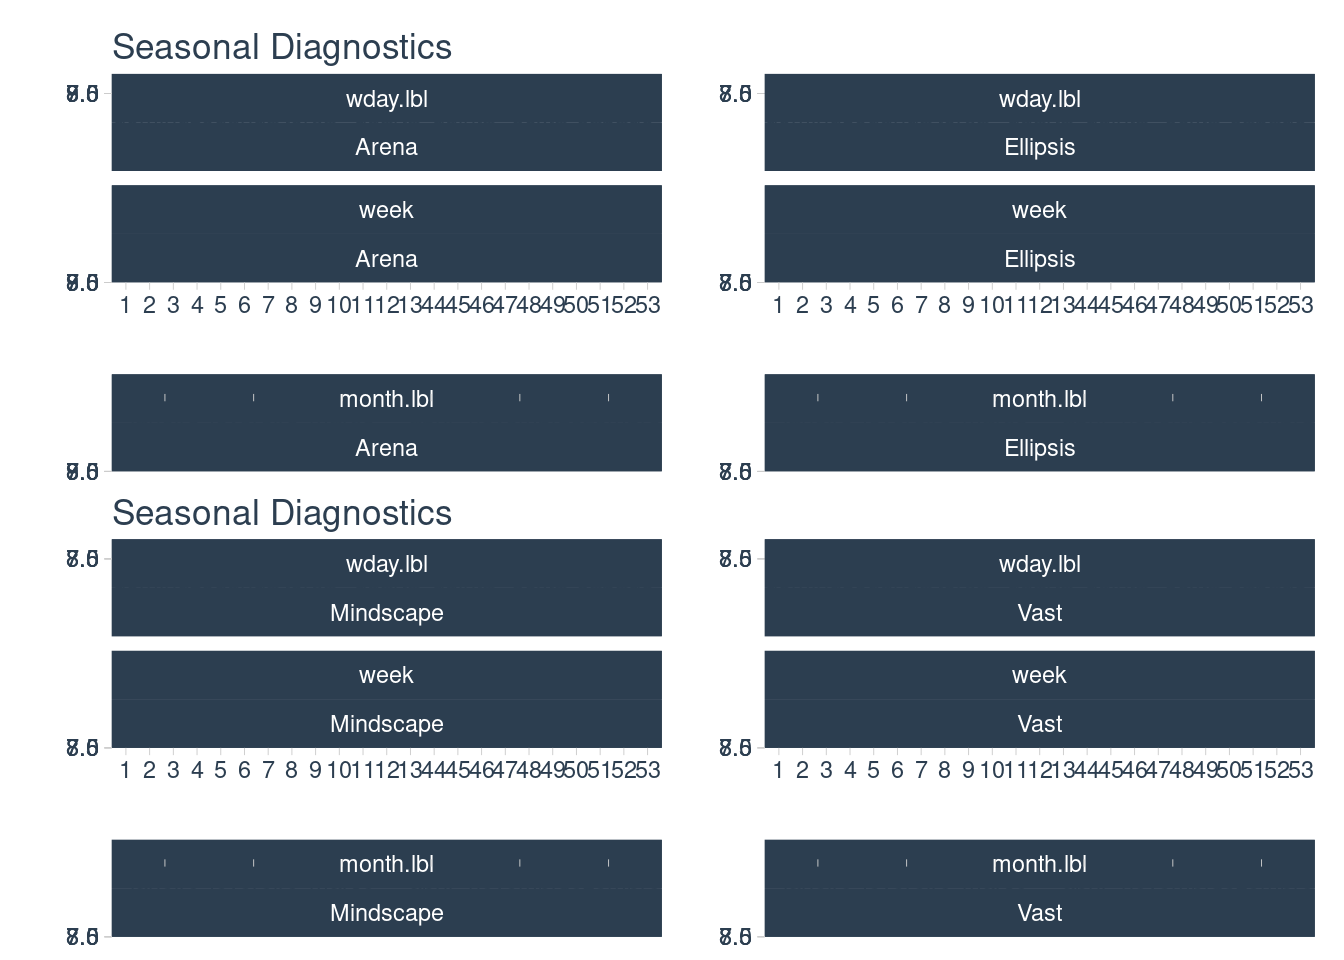 Seasonal Diagnostics
wday.lbl wday.lbl
Arena Ellipsis
week week
Arena Ellipsis
1 2 3 4 5 6 7 8 9 10 11 12 13 44 45 46 47 48 49 50 51 52 53 1 2 3 4 5 6 7 8 9 10 11 12 13 44 45 46 47 48 49 50 51 52 53
month.lbl month.lbl
Arena Ellipsis
Seasonal Diagnostics
wday.lbl wday.lbl
Mindscape Vast
week week
Mindscape Vast
1 2 3 4 5 6 7 8 9 10 11 12 13 44 45 46 47 48 49 50 51 52 53 1 2 3 4 5 6 7 8 9 10 11 12 13 44 45 46 47 48 49 50 51 52 53
month.lbl month.lbl
Mindscape Vast